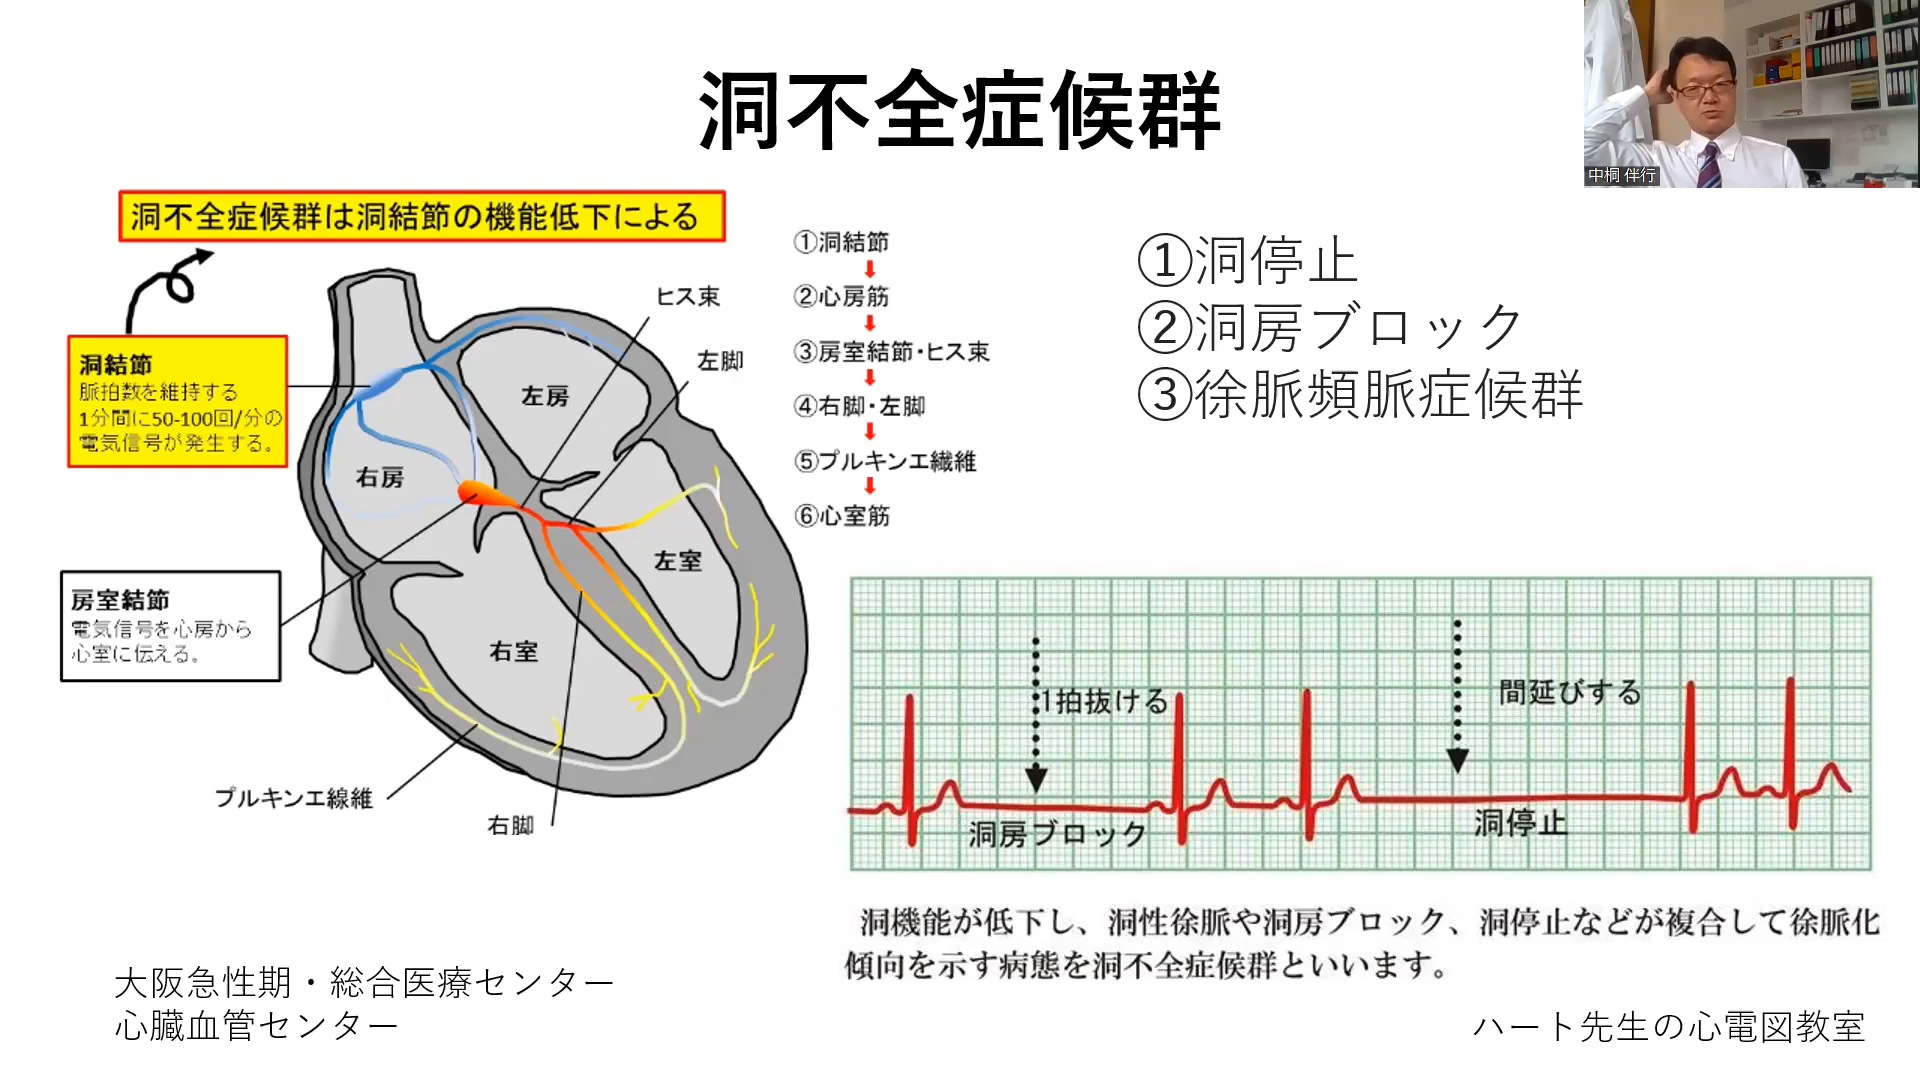 洞不全症候群
中桐 伴行
洞不全症候群は洞結節の機能低下による
洞結節
脈拍数を維持する
1分間に50-100回/分の
電気信号が発生する。
房室結節
電気信号を心房から
心室に伝える。
ヒス束
左脚
左房
右房
左室
右室
プルキンエ線維
右脚
①洞結節
②心房筋
③房室結節・ヒス束
④右脚・左脚
⑤プルキンエ繊維
⑥心室筋
①洞停止
②洞房ブロック
③徐脈頻脈症候群
1拍抜ける
間延びする
洞房ブロック
洞停止
洞機能が低下し、洞性徐脈や洞房ブロック、洞停止などが複合して徐脈化
傾向を示す病態を洞不全症候群といいます。
大阪急性期・総合医療センター
心臓血管センター
ハート先生の心電図教室